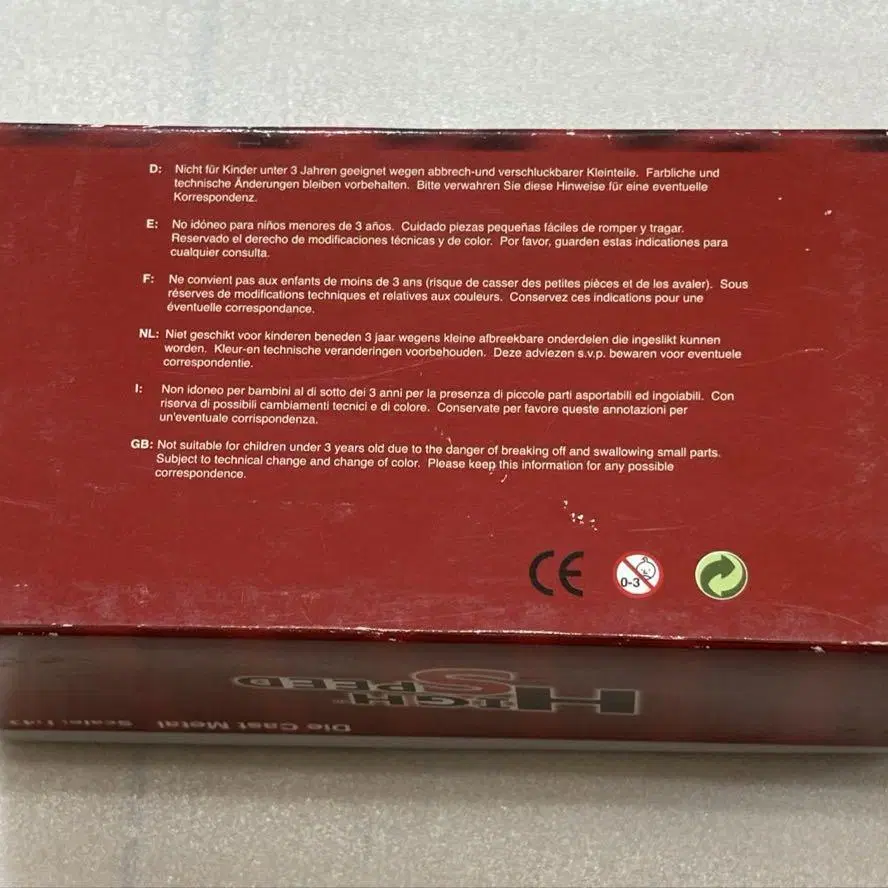 D: Nicht für Kinder unter 3 Jahren geeignet wegen abbrech-und verschluckbarer Kleinteile. Farbliche und
technische Änderungen bleiben vorbehalten. Bitte verwahren Sie diese Hinweise für eine eventuelle
Korrespondenz.
E: No idóneo para niños menores de 3 años. Cuidado piezas pequeñas fáciles de romper y tragar.
Reservado el derecho de modificaciones técnicas y de color. Por favor, guarden estas indicationes para
cualquier consulta.
F: Ne convient pas aux enfants de moins de 3 ans (risque de casser des petites pièces et de les avaler). Sous
réserves de modifications techniques et relatives aux couleurs. Conservez ces indications pour une
éventuelle correspondance.
NL: Niet geschikt voor kinderen beneden 3 jaar wegens kleine afbreekbare onderdelen die ingeslikt kunnen
worden. Kleur-en technische veranderingen voorbehouden. Deze adviezen s.v.p. bewaren voor eventuele
correspondentie.
I: Non idoneo per bambini al di sotto dei 3 anni per la presenza di piccole parti asportabili ed ingoiabili. Con
riserva di possibili cambiamenti tecnici e di colore. Conservate per favore queste annotazioni per
un'eventuale corrispondenza.
GB: Not suitable for children under 3 years old due to the danger of breaking off and swallowing small parts.
Subject to technical change and change of color. Please keep this information for any possible
correspondence.
CE 0-3
HIGH SPEED
Die Cast Metal Scale: 1:43